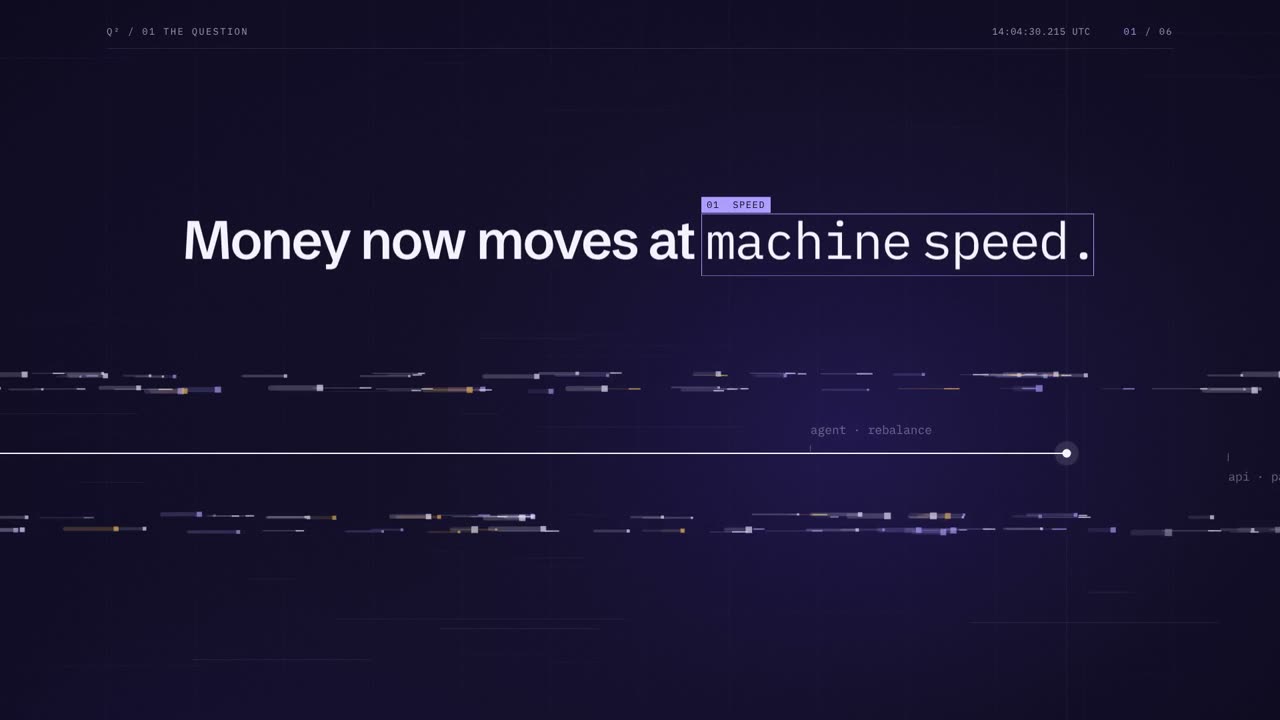 Q² / 01 THE QUESTION
14:04:30.215 UTC 01 / 06
01 SPEED
Money now moves at machine speed.
agent · rebalance
api ·